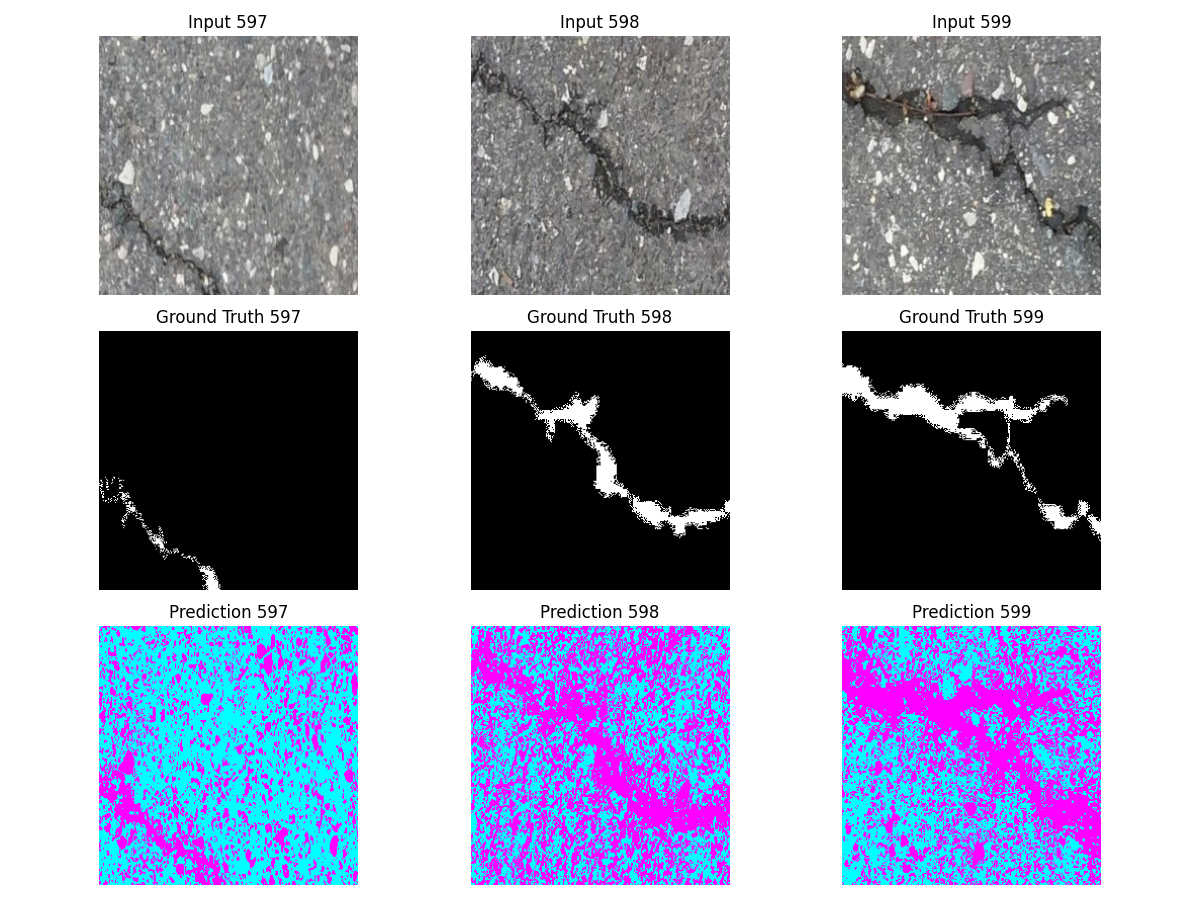 Input 597
Input 598
Input 599
Ground Truth 597
Ground Truth 598
Ground Truth 599
Prediction 597
Prediction 598
Prediction 599